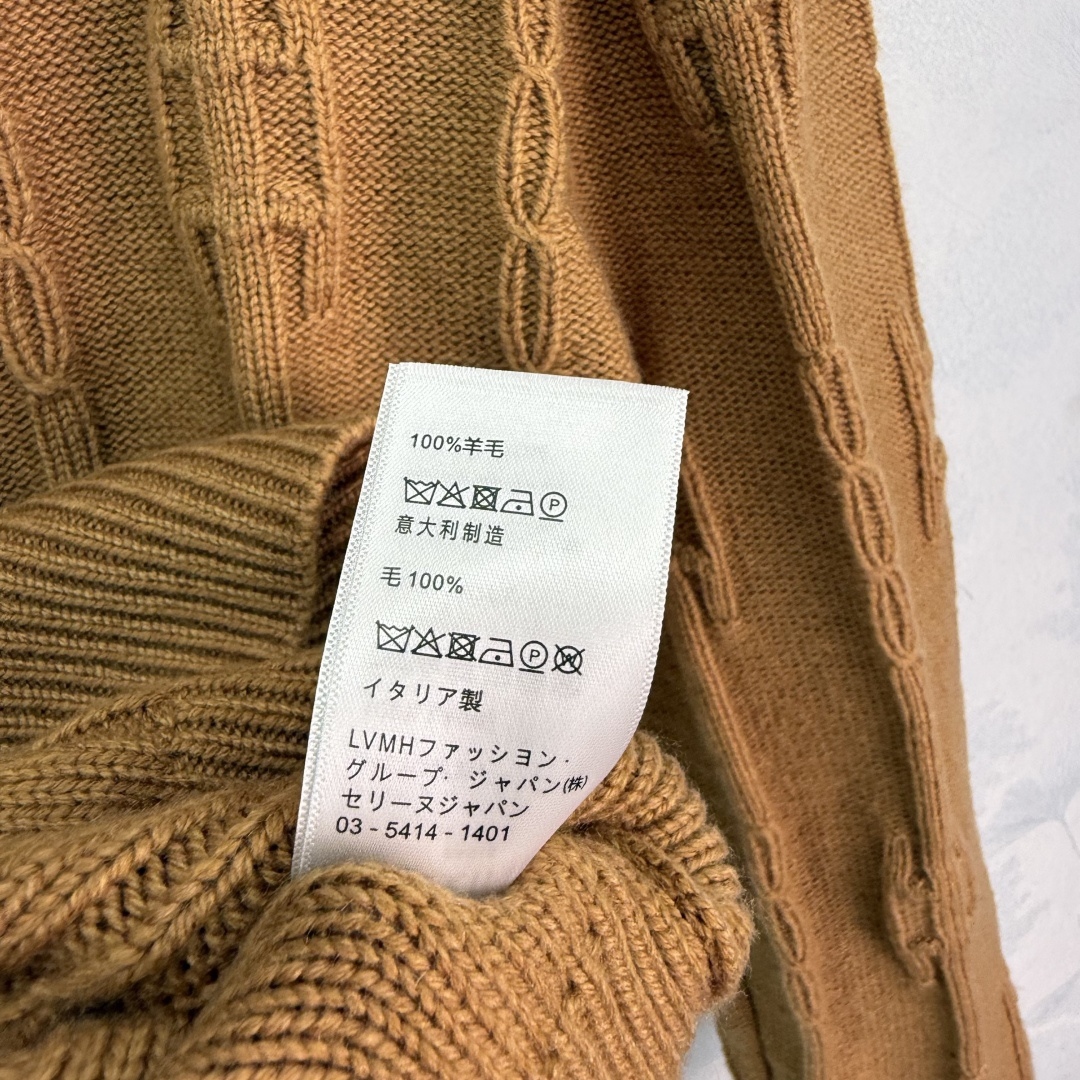 100%羊毛
P
意大利制造
毛 100%
P W
イタリア製
LVMHファッション・
グループ・ジャパン(株)
セリーヌジャパン
03 - 5414 - 1401